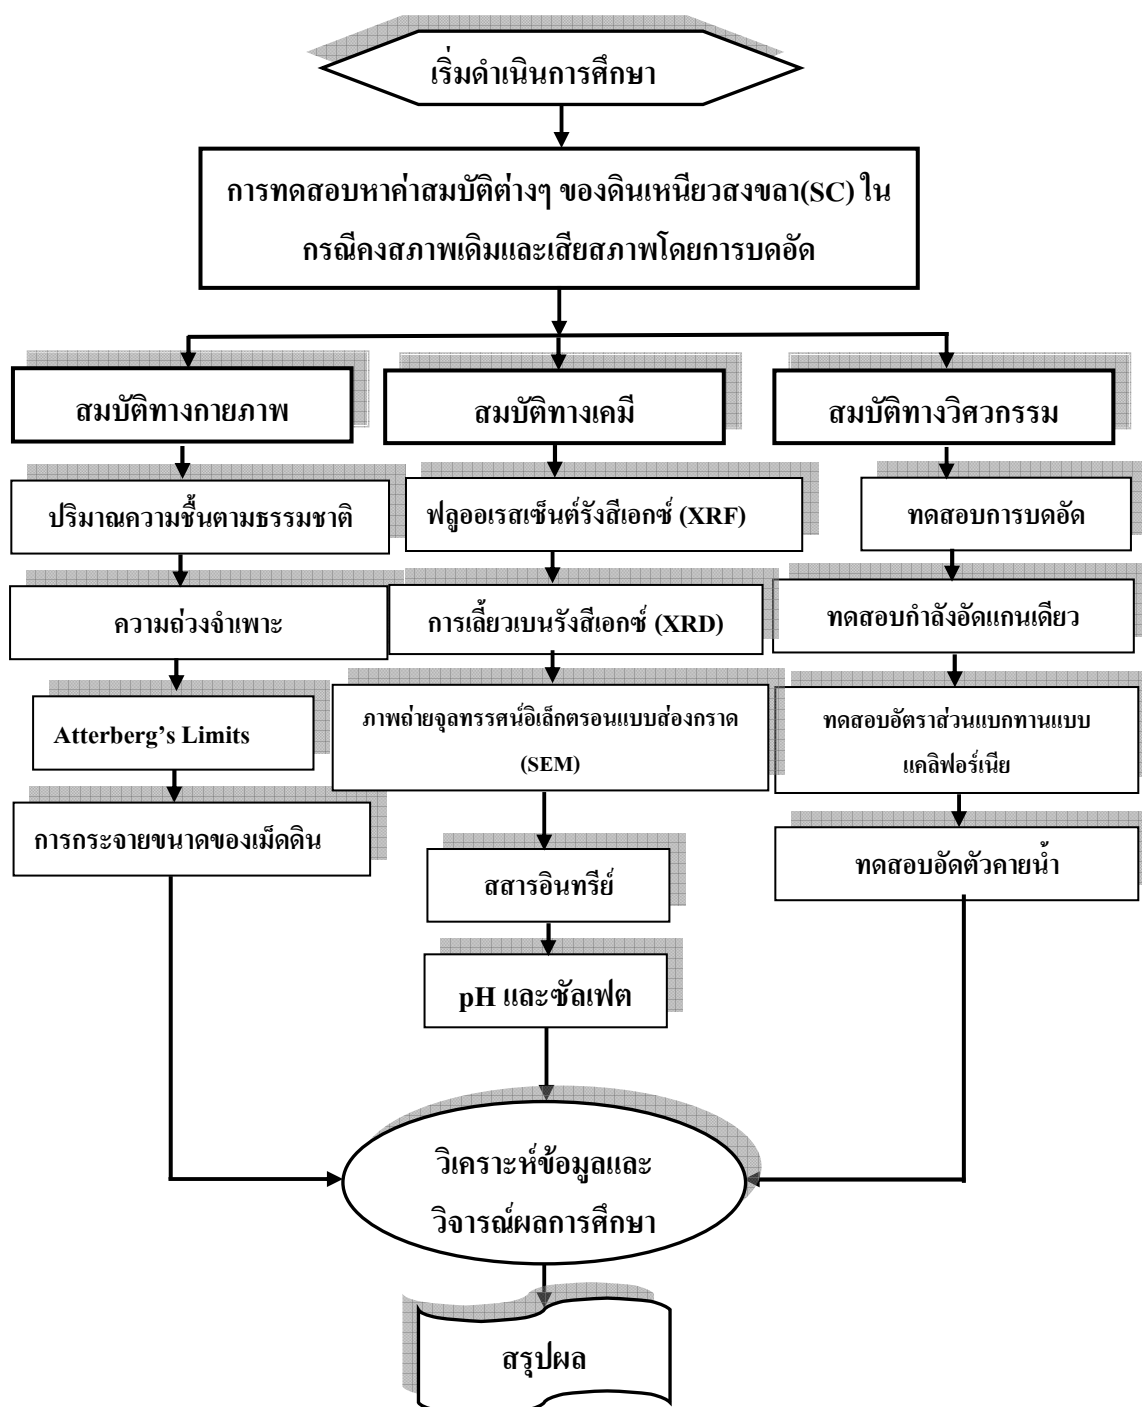 เริ่มดำเนินการศึกษา
การทดสอบหาค่าสมบัติต่างๆ ของดินเหนียวสงขลา(SC) ใน
กรณีคงสภาพเดิมและเสียสภาพโดยการบดอัด
สมบัติทางกายภาพ
ปริมาณความชื้นตามธรรมชาติ
ความถ่วงจำเพาะ
Atterberg’s Limits
การกระจายขนาดของเม็ดดิน
สมบัติทางเคมี
ฟลูออเรสเซ็นต์รังสีเอกซ์ (XRF)
การเลี้ยวเบนรังสีเอกซ์ (XRD)
ภาพถ่ายจุลทรรศน์อิเล็กตรอนแบบส่องกราด
(SEM)
สสารอินทรีย์
pH และซัลเฟต
สมบัติทางวิศวกรรม
ทดสอบการบดอัด
ทดสอบกำลังอัดแกนเดียว
ทดสอบอัตราส่วนแบกทานแบบ
แคลิฟอร์เนีย
ทดสอบอัดตัวคายน้ำ
วิเคราะห์ข้อมูลและ
วิจารณ์ผลการศึกษา
สรุปผล